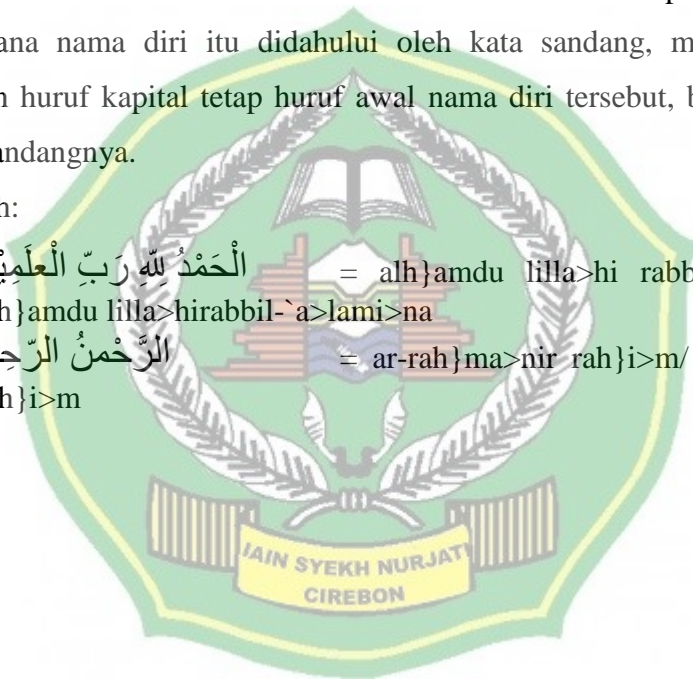 ana nama diri itu didahului oleh kata sandang, m
huruf kapital tetap huruf awal nama diri tersebut, b
andangnya.
h:
الْحَمْدُ لِلّهِ رَبِّ الْعلَمِيْ = alh}amdu lilla>hi rabb
h}amdu lilla>hirabbil-`a>lami>na
الرَّحْمنُ الرّحِ = ar-rah}ma>nir rah}i>m/
h}i>m
IAIN SYEKH NURJATI
CIREBON